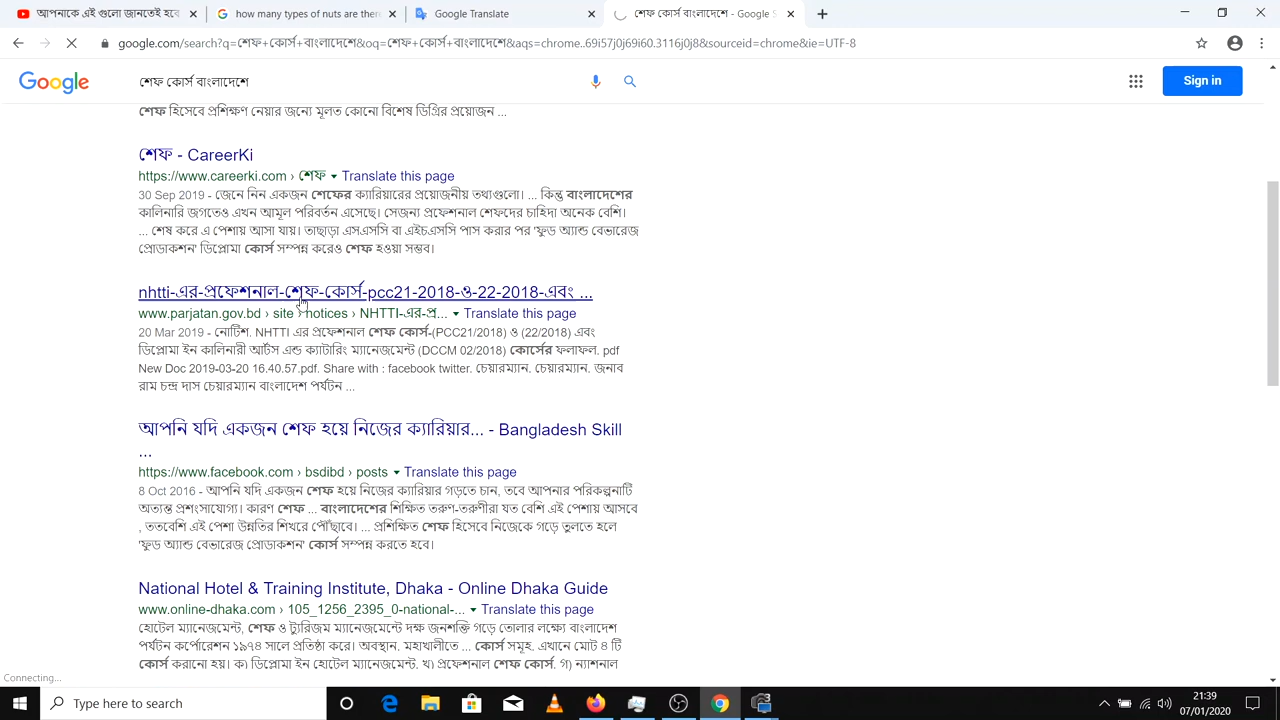 আপনাকে এই গুলো জানতেই হবে
how many types of nuts are ther
Google Translate
শেফ কোর্স বাংলাদেশে - Google S
google.com/search?q=শেফ+কোর্স+বাংলাদেশে&oq=শেফ+কোর্স+বাংলাদেশে&aqs=chrome..69i57j0j69i60.3116j0j8&sourceid=chrome&ie=UTF-8
Google
শেফ কোর্স বাংলাদেশে
Sign in
শেফ হিসেবে প্রশিক্ষণ নেয়ার জন্যে মূলত কোনো বিশেষ ডিগ্রির প্রয়োজন ...
শেফ - CareerKi
https://www.careerki.com › শেফ ▾ Translate this page
30 Sep 2019 - জেনে নিন একজন শেফের ক্যারিয়ারের প্রয়োজনীয় তথ্যগুলো। ... কিন্তু বাংলাদেশের
কালিনারি জগতেও এখন আমূল পরিবর্তন এসেছে। সেজন্য প্রফেশনাল শেফদের চাহিদা অনেক বেশি।
... শেষ করে এ পেশায় আসা যায়। তাছাড়া এসএসসি বা এইচএসসি পাস করার পর 'ফুড অ্যান্ড বেভারেজ
প্রোডাকশন' ডিপ্লোমা কোর্স সম্পন্ন করেও শেফ হওয়া সম্ভব।
nhtti-এর-প্রফেশনাল-শেফ-কোর্স-pcc21-2018-ও-22-2018-এবং ...
www.parjatan.gov.bd › site › notices › NHTTI-এর-প্র... ▾ Translate this page
20 Mar 2019 - নোটিশ. NHTTI এর প্রফেশনাল শেফ কোর্স-(PCC21/2018) ও (22/2018) এবং
ডিপ্লোমা ইন কালিনারী আর্টস এন্ড ক্যাটারিং ম্যানেজমেন্ট (DCCM 02/2018) কোর্সের ফলাফল. pdf
New Doc 2019-03-20 16.40.57.pdf. Share with : facebook twitter. চেয়ারম্যান. চেয়ারম্যান. জনাব
রাম চন্দ্র দাস চেয়ারম্যান বাংলাদেশ পর্যটন ...
আপনি যদি একজন শেফ হয়ে নিজের ক্যারিয়ার... - Bangladesh Skill
...
https://www.facebook.com › bsdibd › posts ▾ Translate this page
8 Oct 2016 - আপনি যদি একজন শেফ হয়ে নিজের ক্যারিয়ার গড়তে চান, তবে আপনার পরিকল্পনাটি
অত্যন্ত প্রশংসাযোগ্য। কারণ শেফ ... বাংলাদেশের শিক্ষিত তরুণ-তরুণীরা যত বেশি এই পেশায় আসবে
, ততবেশি এই পেশা উন্নতির শিখরে পৌঁছাবে। ... প্রশিক্ষিত শেফ হিসেবে নিজেকে গড়ে তুলতে হলে
'ফুড অ্যান্ড বেভারেজ প্রোডাকশন' কোর্স সম্পন্ন করতে হবে।
National Hotel & Training Institute, Dhaka - Online Dhaka Guide
www.online-dhaka.com › 105_1256_2395_0-national-... ▾ Translate this page
হোটেল ম্যানেজমেন্ট, শেফ ও ট্যুরিজম ম্যানেজমেন্টে দক্ষ জনশক্তি গড়ে তোলার লক্ষ্যে বাংলাদেশ
পর্যটন কর্পোরেশন ১৯৭৪ সালে প্রতিষ্ঠা করে। অবস্থান. মহাখালীতে ... কোর্স সমূহ. এখানে মোট ৪ টি
কোর্স করানো হয়। ক) ডিপ্লোমা ইন হোটেল ম্যানেজমেন্ট. খ) প্রফেশনাল শেফ কোর্স. গ) ন্যাশনাল
Connecting...
Type here to search
21:39
07/01/2020